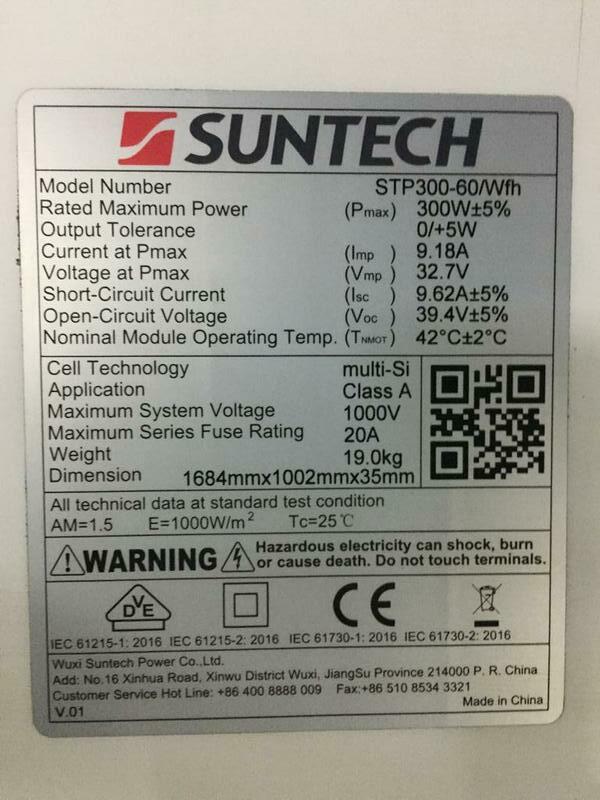 SUNTECH
Model Number STP300-60/Wfh
Rated Maximum Power (Pmax) 300W±5%
Output Tolerance 0/+5W
Current at Pmax (Imp) 9.18A
Voltage at Pmax (Vmp) 32.7V
Short-Circuit Current (Isc) 9.62A±5%
Open-Circuit Voltage (Voc) 39.4V±5%
Nominal Module Operating Temp. (TNMOT) 42°C±2°C
Cell Technology multi-Si
Application Class A
Maximum System Voltage 1000V
Maximum Series Fuse Rating 20A
Weight 19.0kg
Dimension 1684mmx1002mmx35mm
All technical data at standard test condition
AM=1.5 E=1000W/m² Tc=25℃
WARNING Hazardous electricity can shock, burn
or cause death. Do not touch terminals.
DVE CE
IEC 61215-1: 2016 IEC 61215-2: 2016 IEC 61730-1: 2016 IEC 61730-2: 2016
Wuxi Suntech Power Co.,Ltd.
Add: No.16 Xinhua Road, Xinwu District Wuxi, JiangSu Province 214000 P. R. China
Customer Service Hot Line: +86 400 8888 009 Fax:+86 510 8534 3321
Made in China
V.01